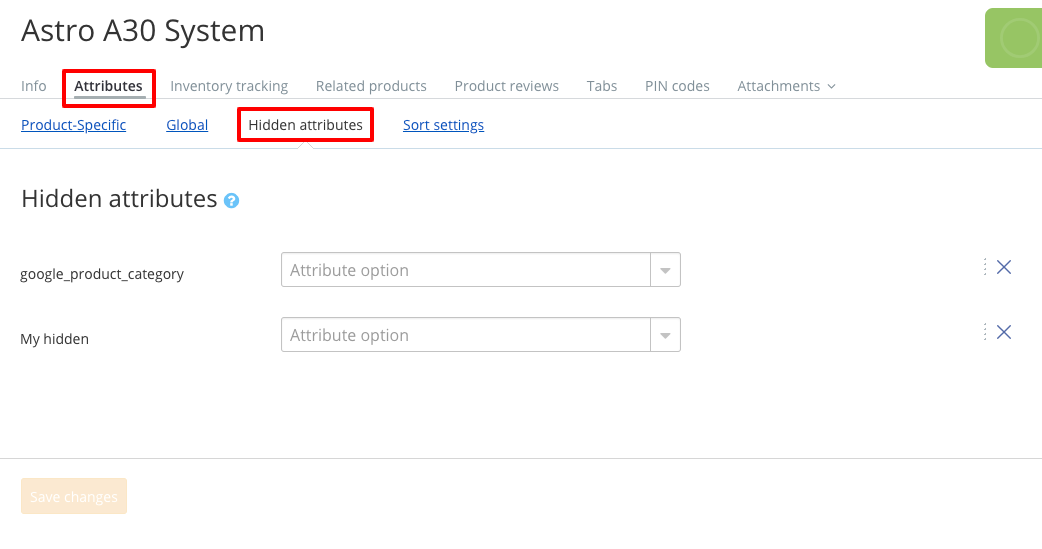 Astro A30 System
Info Attributes Inventory tracking Related products Product reviews Tabs PIN codes Attachments
Product-Specific Global Hidden attributes Sort settings
Hidden attributes ?
google_product_category Attribute option
My hidden Attribute option
Save changes